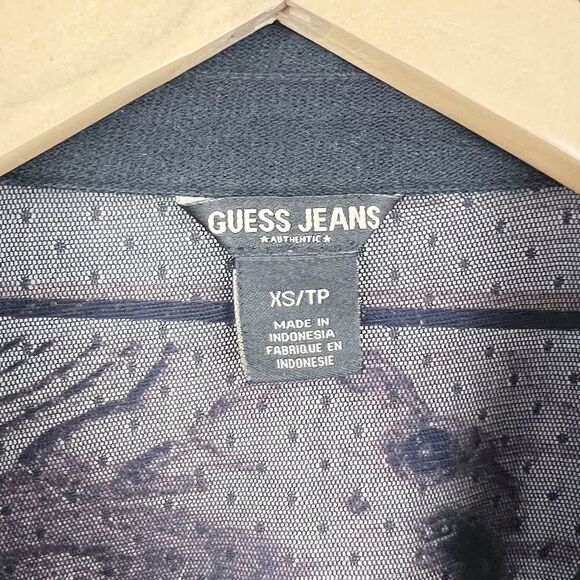 GUESS JEANS
★AUTHENTIC★
XS/TP
MADE IN
INDONESIA
FABRIQUE EN
INDONESIE